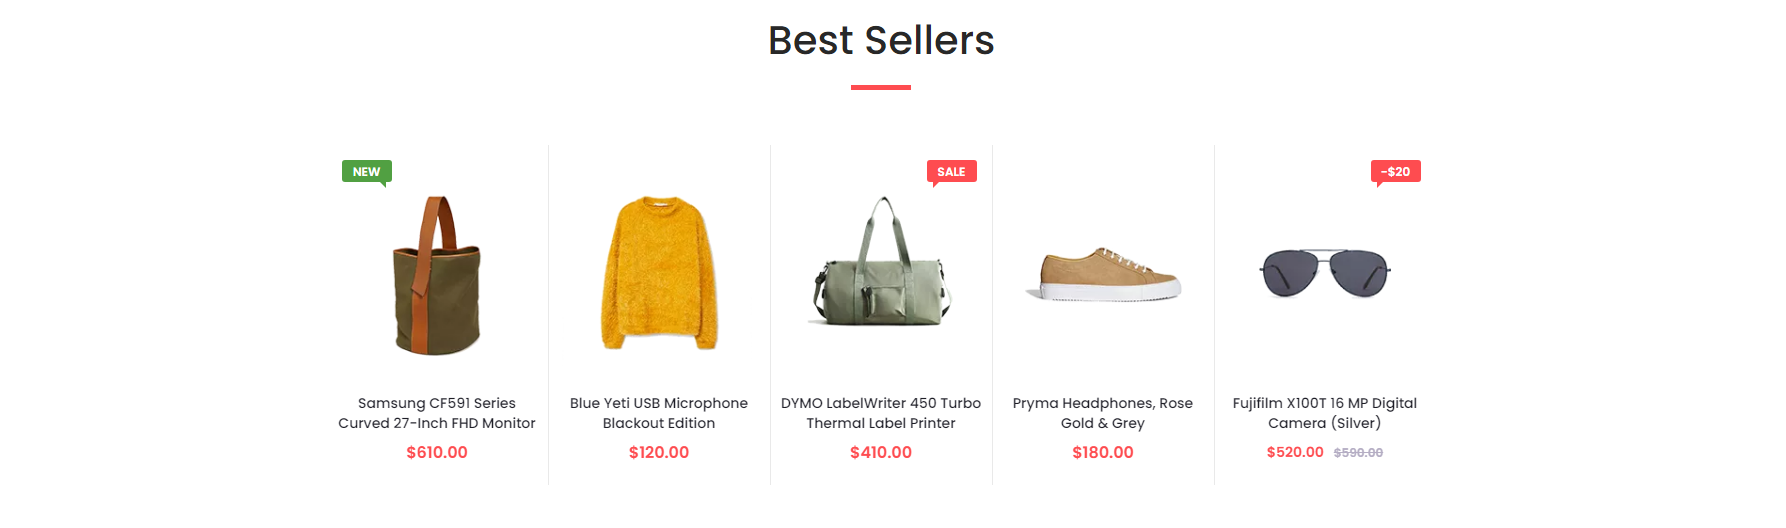 Best Sellers
NEW
SALE
-$20
Samsung CF591 Series
Curved 27-Inch FHD Monitor
$610.00
Blue Yeti USB Microphone
Blackout Edition
$120.00
DYMO LabelWriter 450 Turbo
Thermal Label Printer
$410.00
Pryma Headphones, Rose
Gold & Grey
$180.00
Fujifilm X100T 16 MP Digital
Camera (Silver)
$520.00 $590.00